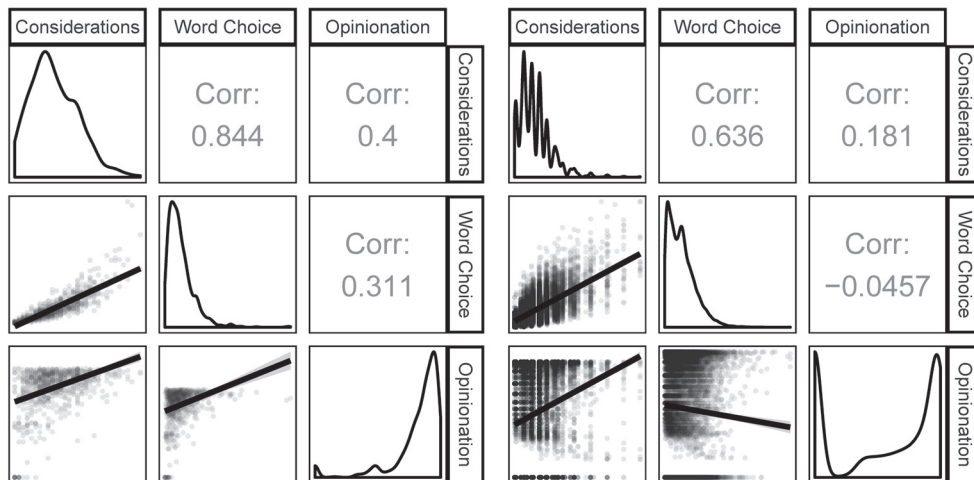 Considerations Word Choice Opinionation
Considerations
Corr:
0.844
Corr:
0.4
Word Choice
Corr:
0.311
Opinionation
Considerations Word Choice Opinionation
Considerations
Corr:
0.636
Corr:
0.181
Word Choice
Corr:
−0.0457
Opinionation